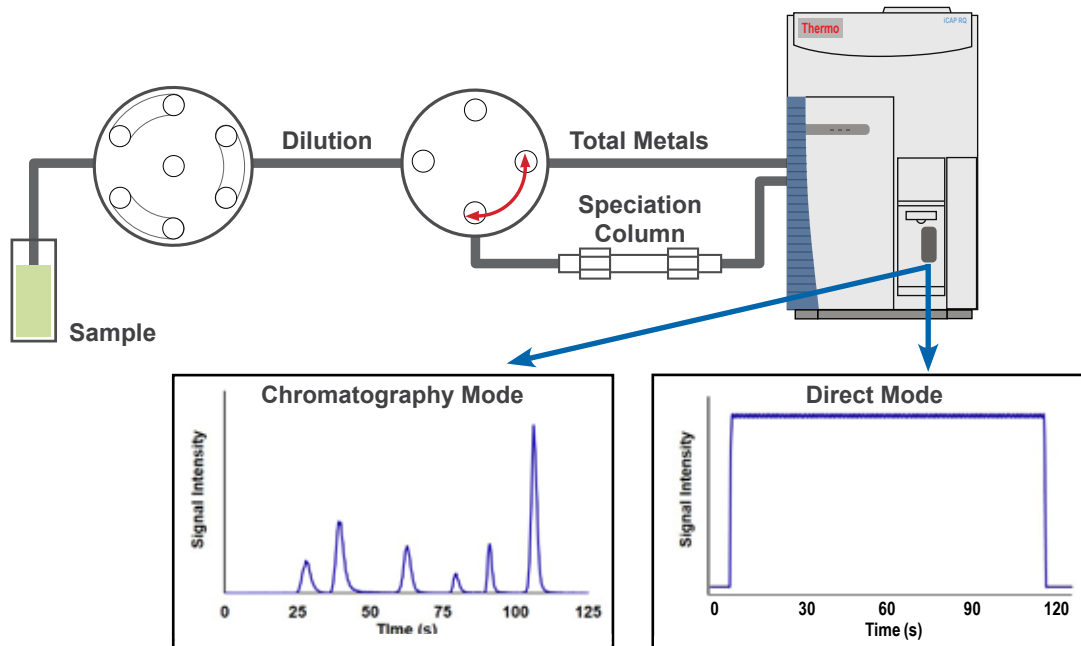 Thermo
iCAP RQ
Dilution
Total Metals
Speciation
Column
Sample
Chromatography Mode
Signal Intensity
0 25 50 75 100 125
Time (s)
Direct Mode
Signal Intensity
0 30 60 90 120
Time (s)